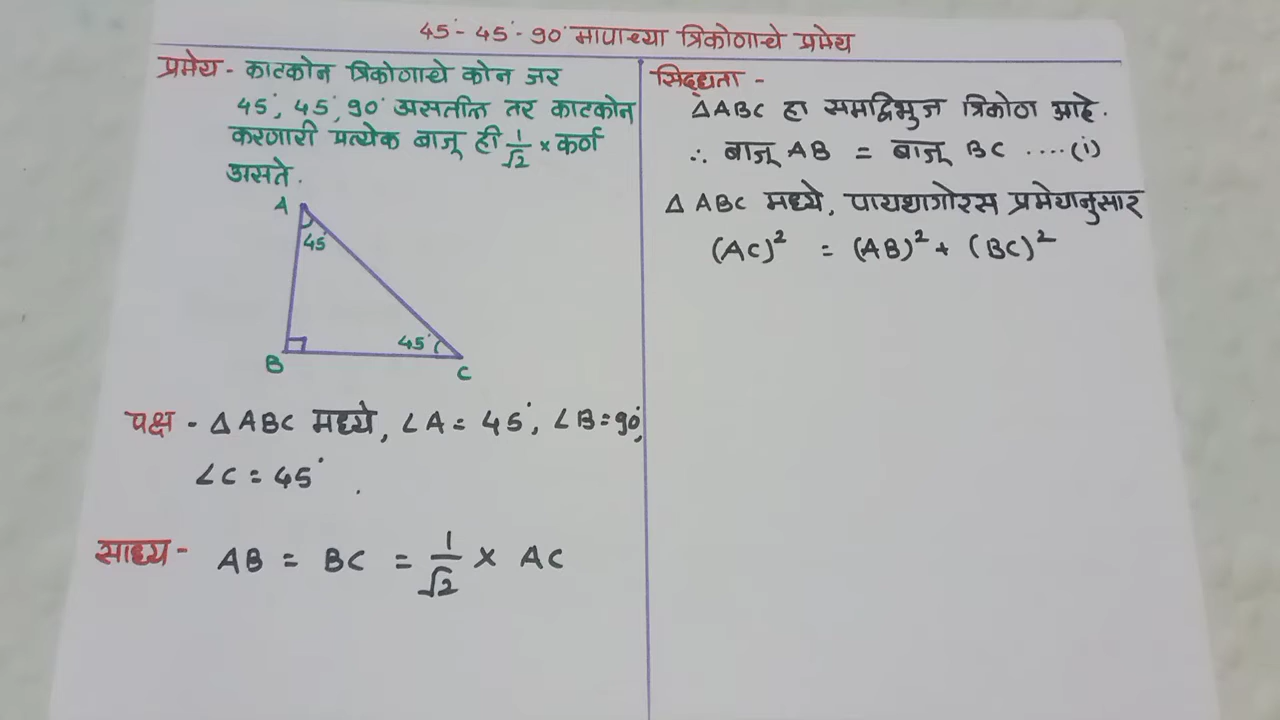 45°- 45°- 90° मापाच्या त्रिकोणाचे प्रमेय
प्रमेय - काटकोन त्रिकोणाचे कोन जर
45°, 45°, 90° असतील तर काटकोन
करणारी प्रत्येक बाजू ही 1/√2 × कर्ण
असते.
A
45°
45°
B
C
पक्ष - ΔABC मध्ये, ∠A = 45°, ∠B = 90°,
∠C = 45°.
साध्य - AB = BC = 1/√2 × AC
सिद्धता -
ΔABC हा समद्विभुज त्रिकोण आहे.
∴ बाजू AB = बाजू BC ....(i)
Δ ABC मध्ये, पायथागोरस प्रमेयानुसार
(AC)² = (AB)² + (BC)²